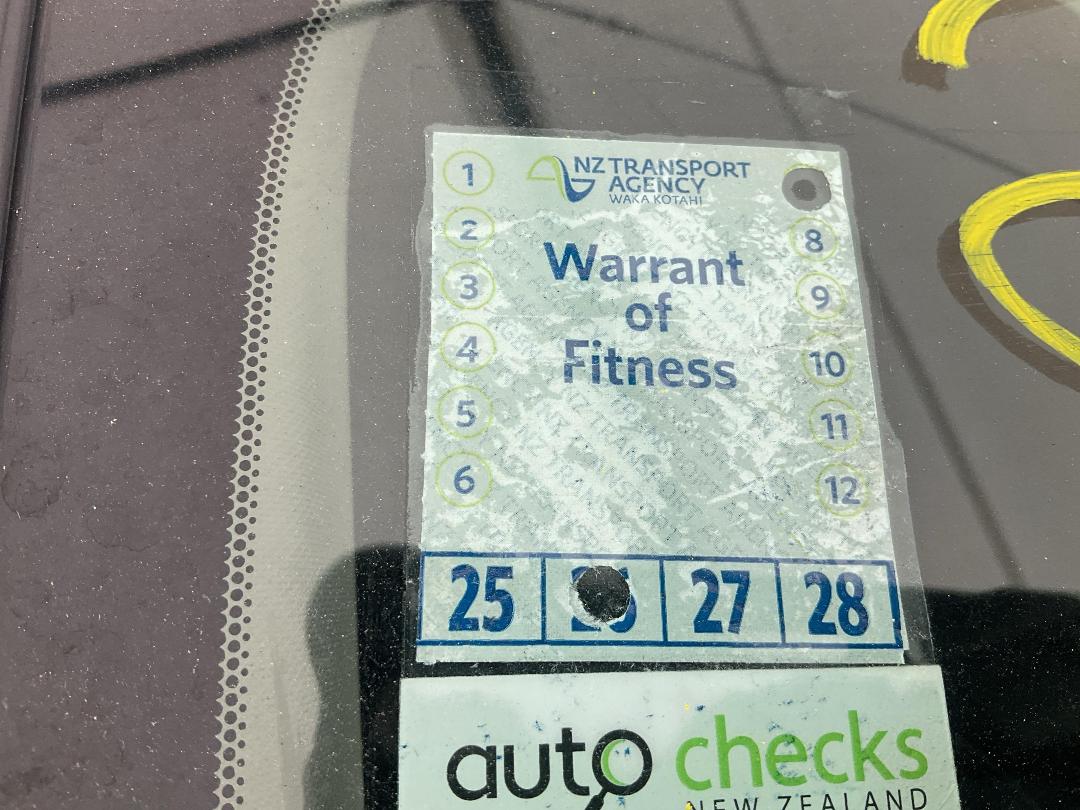 NZ TRANSPORT
AGENCY
WAKA KOTAHI
Warrant
of
Fitness
1
2
3
4
5
6
8
9
10
11
12
25 26 27 28
auto checks
NEW ZEALAND